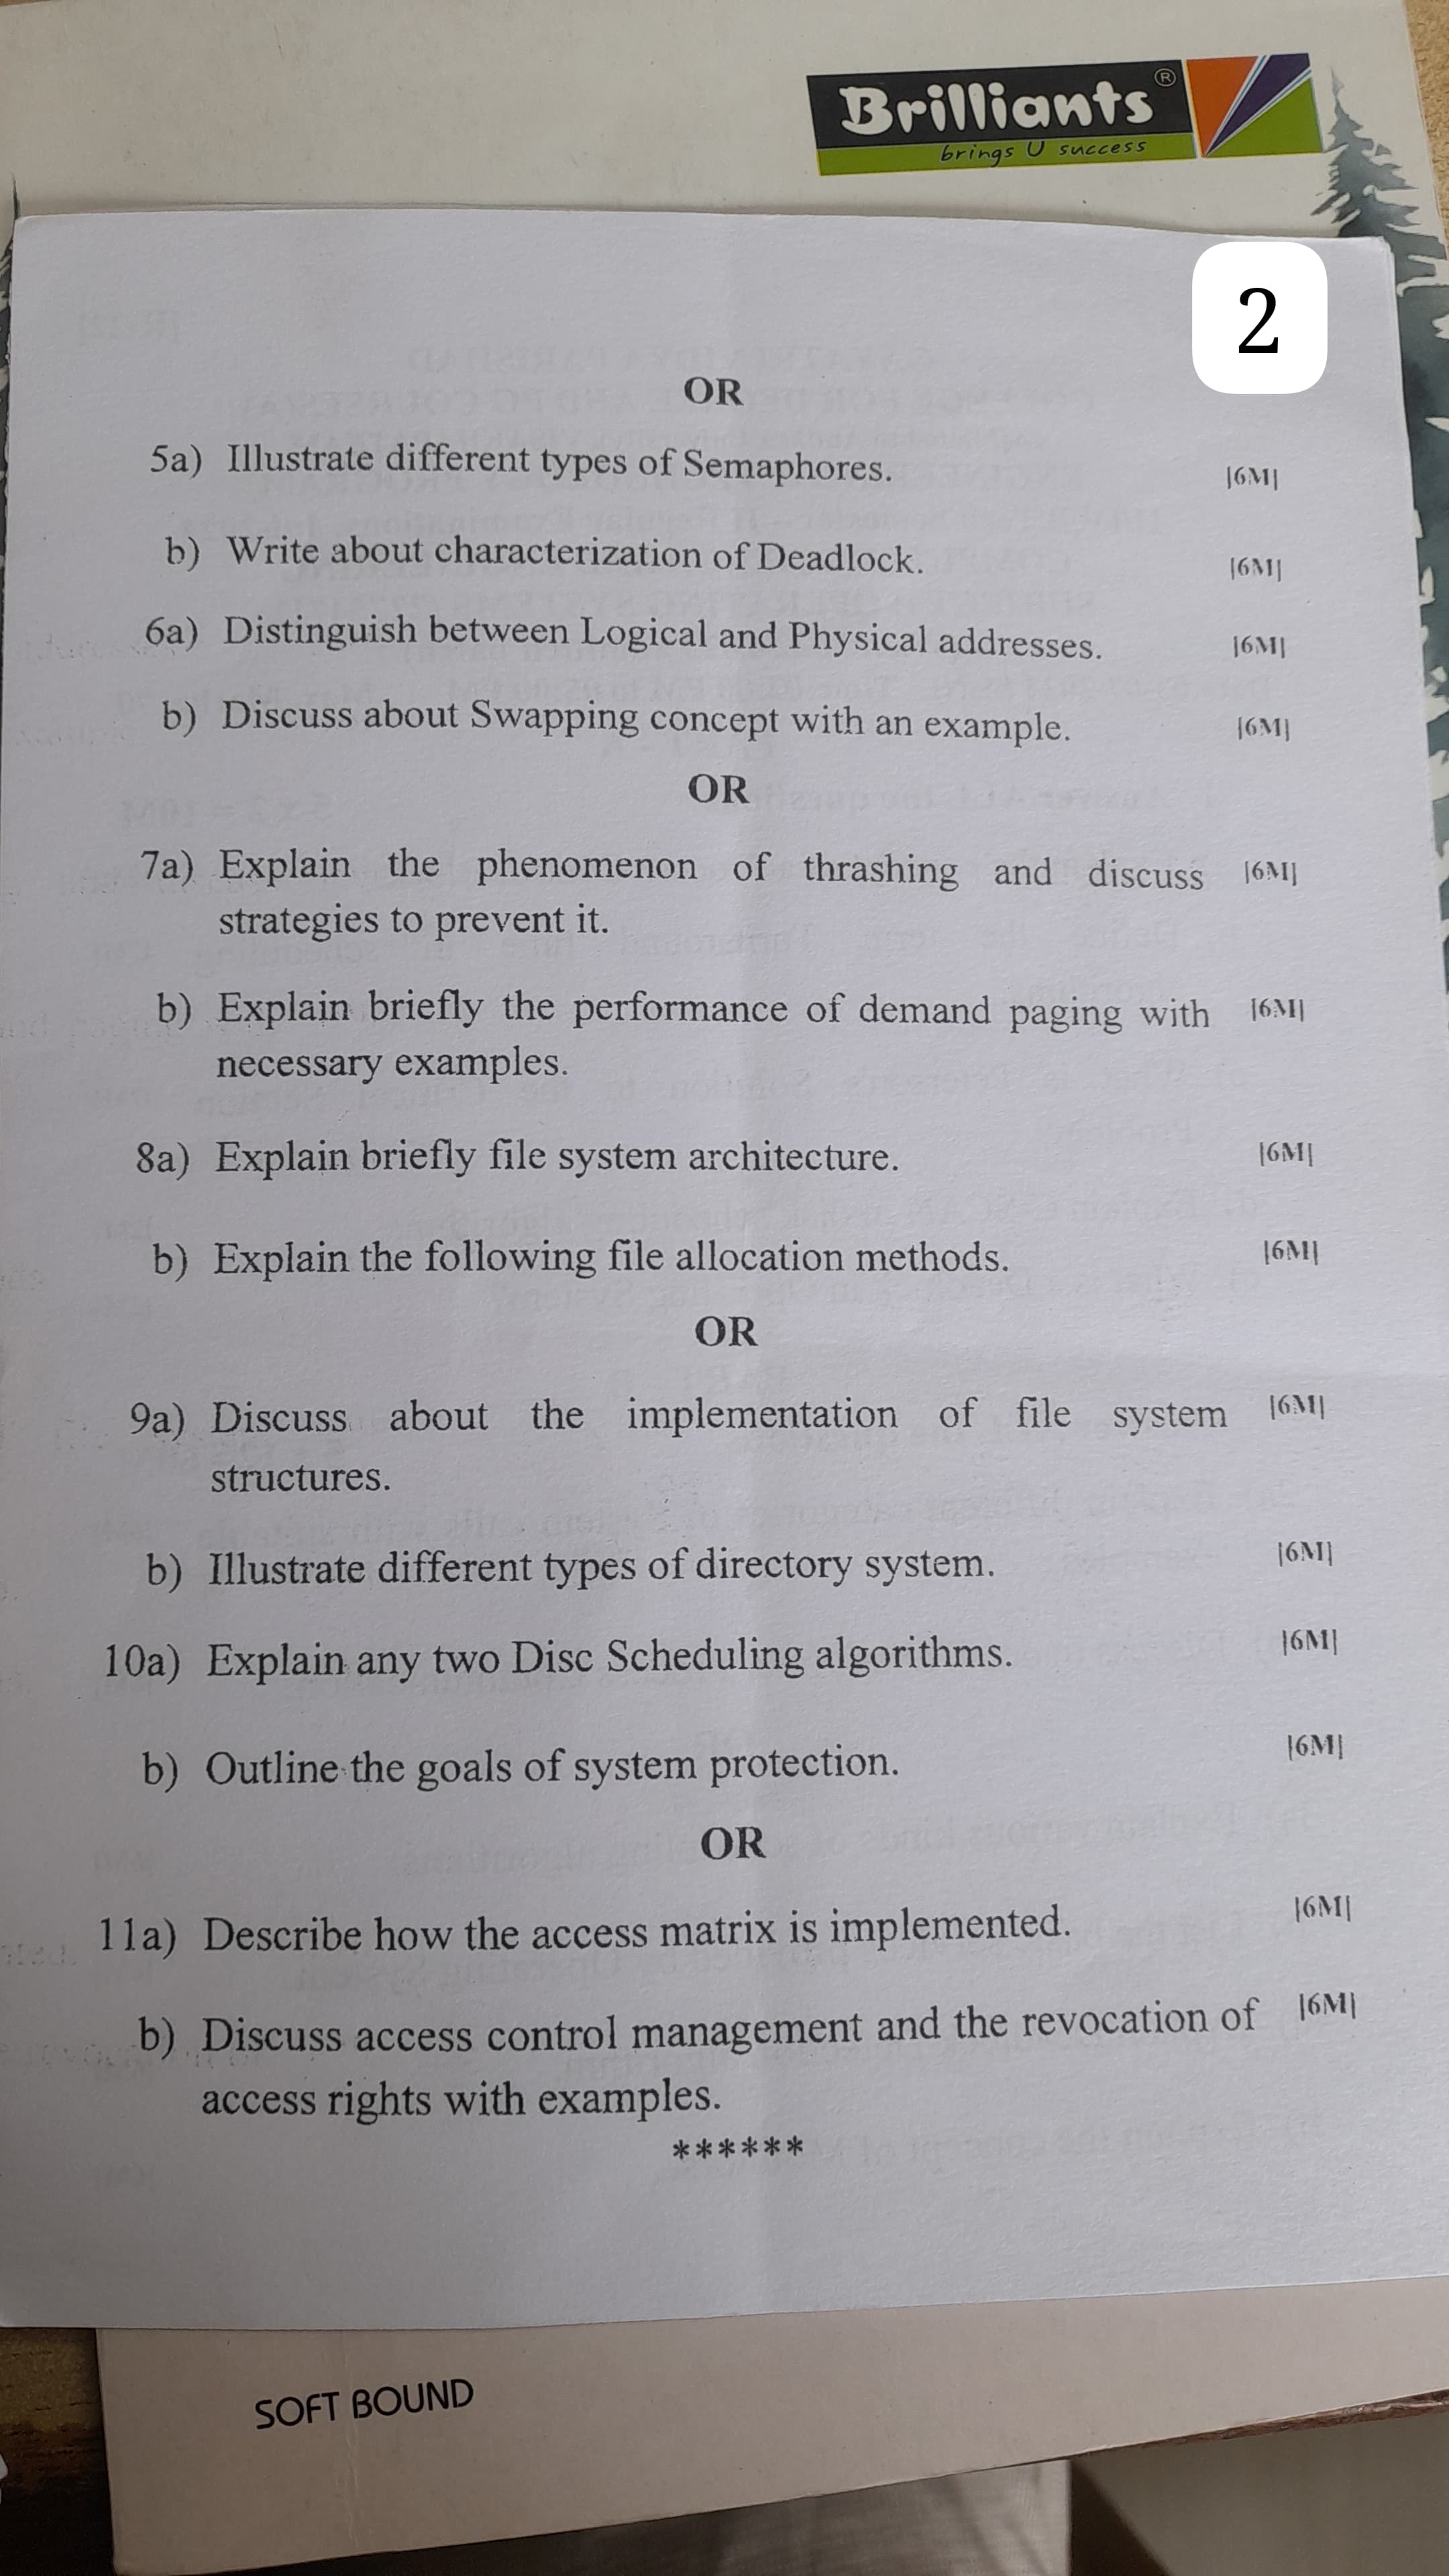 Brilliants®
brings U success
2
OR
5a) Illustrate different types of Semaphores. [6M]
b) Write about characterization of Deadlock. [6M]
6a) Distinguish between Logical and Physical addresses. [6M]
b) Discuss about Swapping concept with an example. [6M]
OR
7a) Explain the phenomenon of thrashing and discuss [6M]
strategies to prevent it.
b) Explain briefly the performance of demand paging with [6M]
necessary examples.
8a) Explain briefly file system architecture. [6M]
b) Explain the following file allocation methods. [6M]
OR
9a) Discuss about the implementation of file system [6M]
structures.
b) Illustrate different types of directory system. [6M]
10a) Explain any two Disc Scheduling algorithms. [6M]
b) Outline the goals of system protection. [6M]
OR
11a) Describe how the access matrix is implemented. [6M]
b) Discuss access control management and the revocation of [6M]
access rights with examples.
******
SOFT BOUND